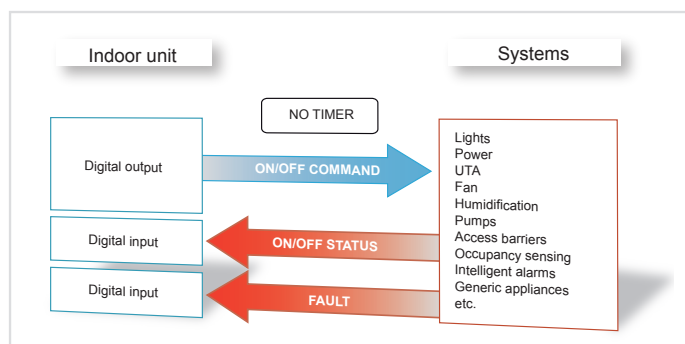 Indoor unit
Systems
NO TIMER
Digital output
ON/OFF COMMAND
Digital input
ON/OFF STATUS
Digital input
FAULT
Lights
Power
UTA
Fan
Humidification
Pumps
Access barriers
Occupancy sensing
Intelligent alarms
Generic appliances
etc.